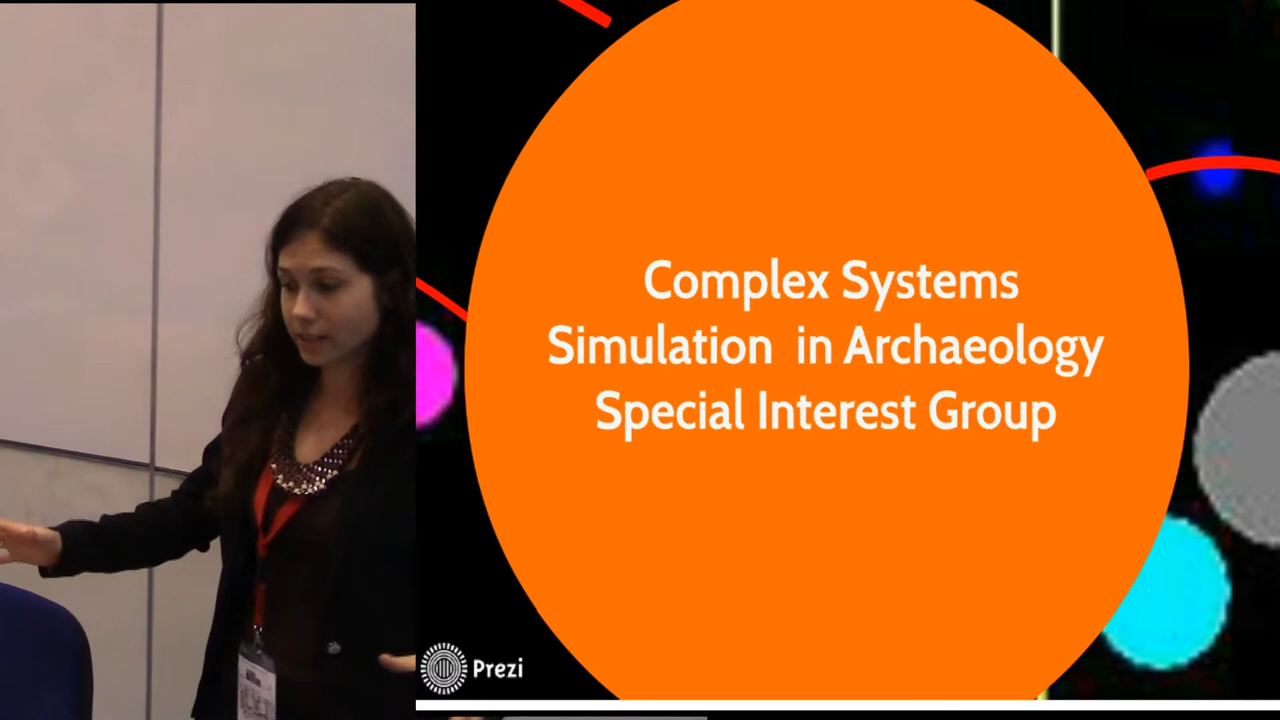 Complex Systems
Simulation in Archaeology
Special Interest Group
Prezi